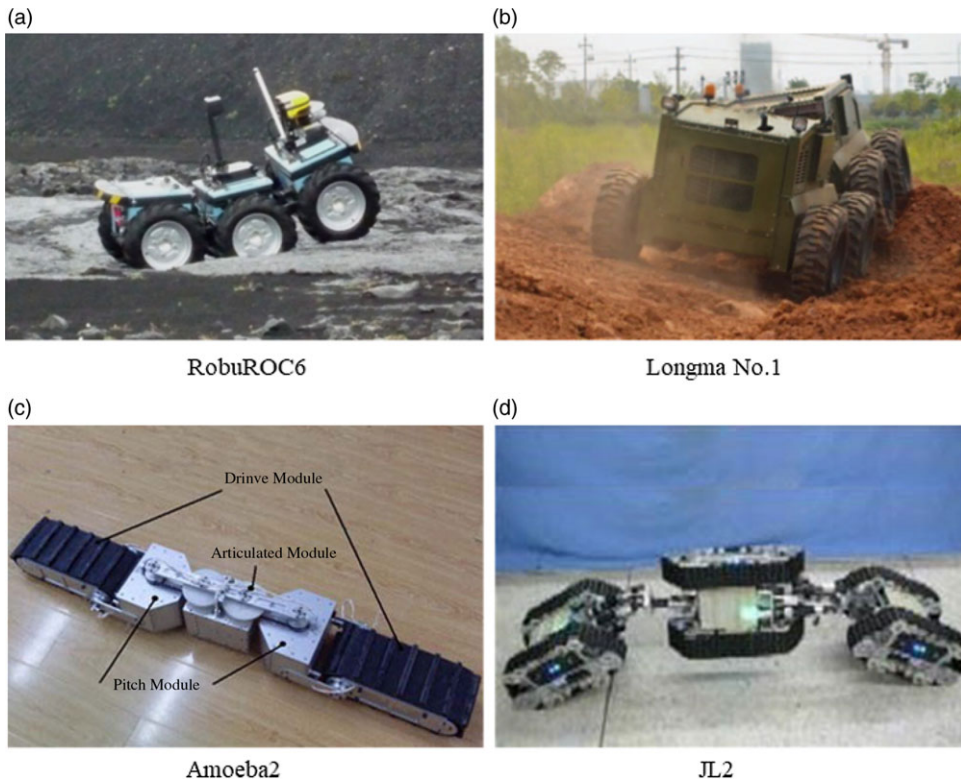 (a)
(b)
RobuROC6
Longma No.1
(c)
(d)
Drinve Module
Articulated Module
Pitch Module
Amoeba2
JL2